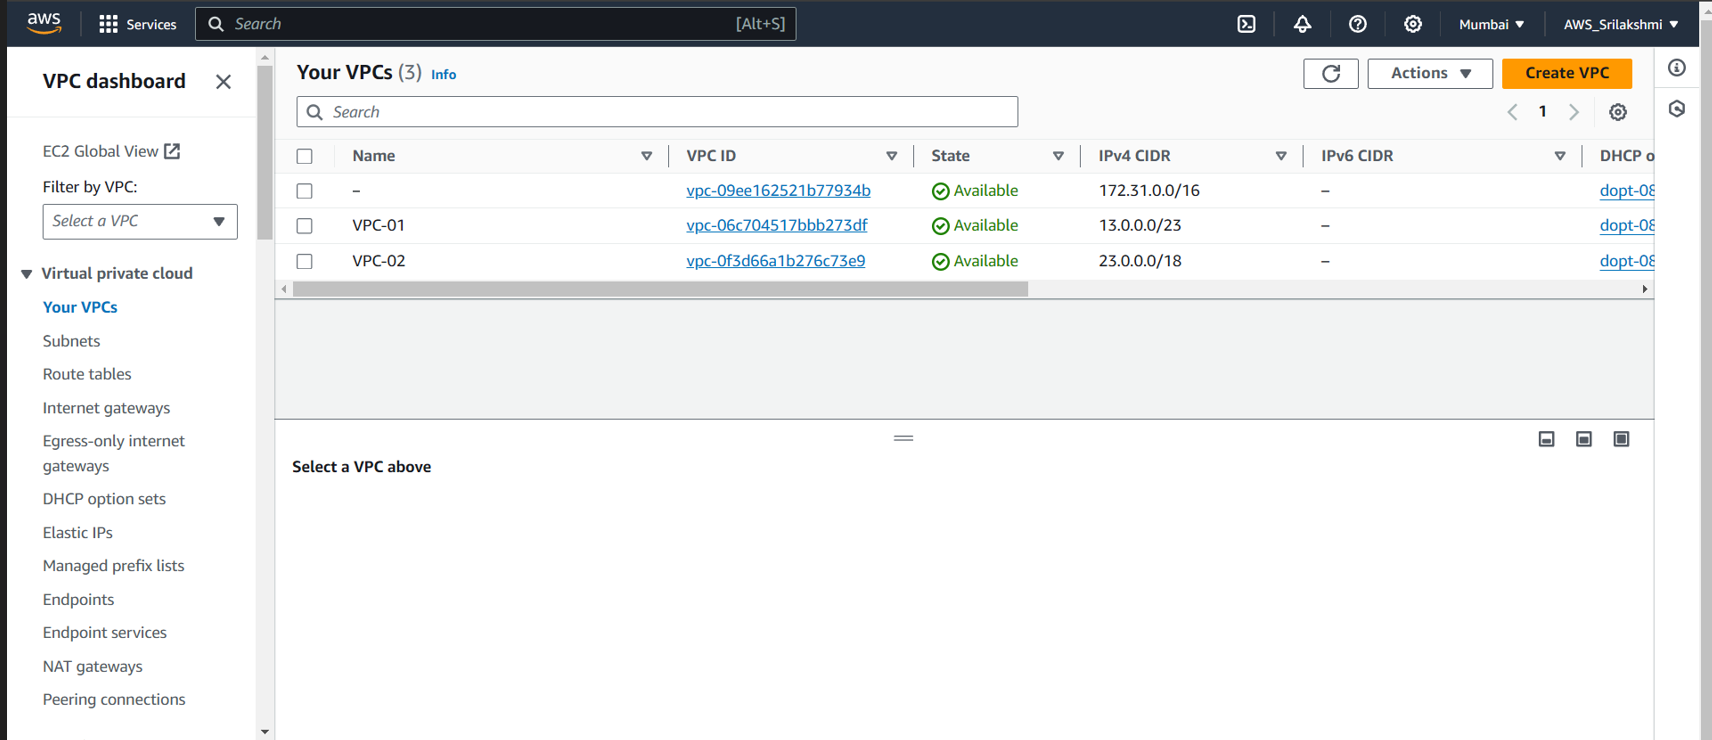 aws Services Search [Alt+S] Mumbai AWS_Srilakshmi
VPC dashboard
EC2 Global View
Filter by VPC:
Select a VPC
Virtual private cloud
Your VPCs
Subnets
Route tables
Internet gateways
Egress-only internet
gateways
DHCP option sets
Elastic IPs
Managed prefix lists
Endpoints
Endpoint services
NAT gateways
Peering connections
Your VPCs (3) Info Actions Create VPC
Search 1
Name VPC ID State IPv4 CIDR IPv6 CIDR DHCP o
– vpc-09ee162521b77934b Available 172.31.0.0/16 – dopt-08
VPC-01 vpc-06c704517bbb273df Available 13.0.0.0/23 – dopt-08
VPC-02 vpc-0f3d66a1b276c73e9 Available 23.0.0.0/18 – dopt-08
Select a VPC above